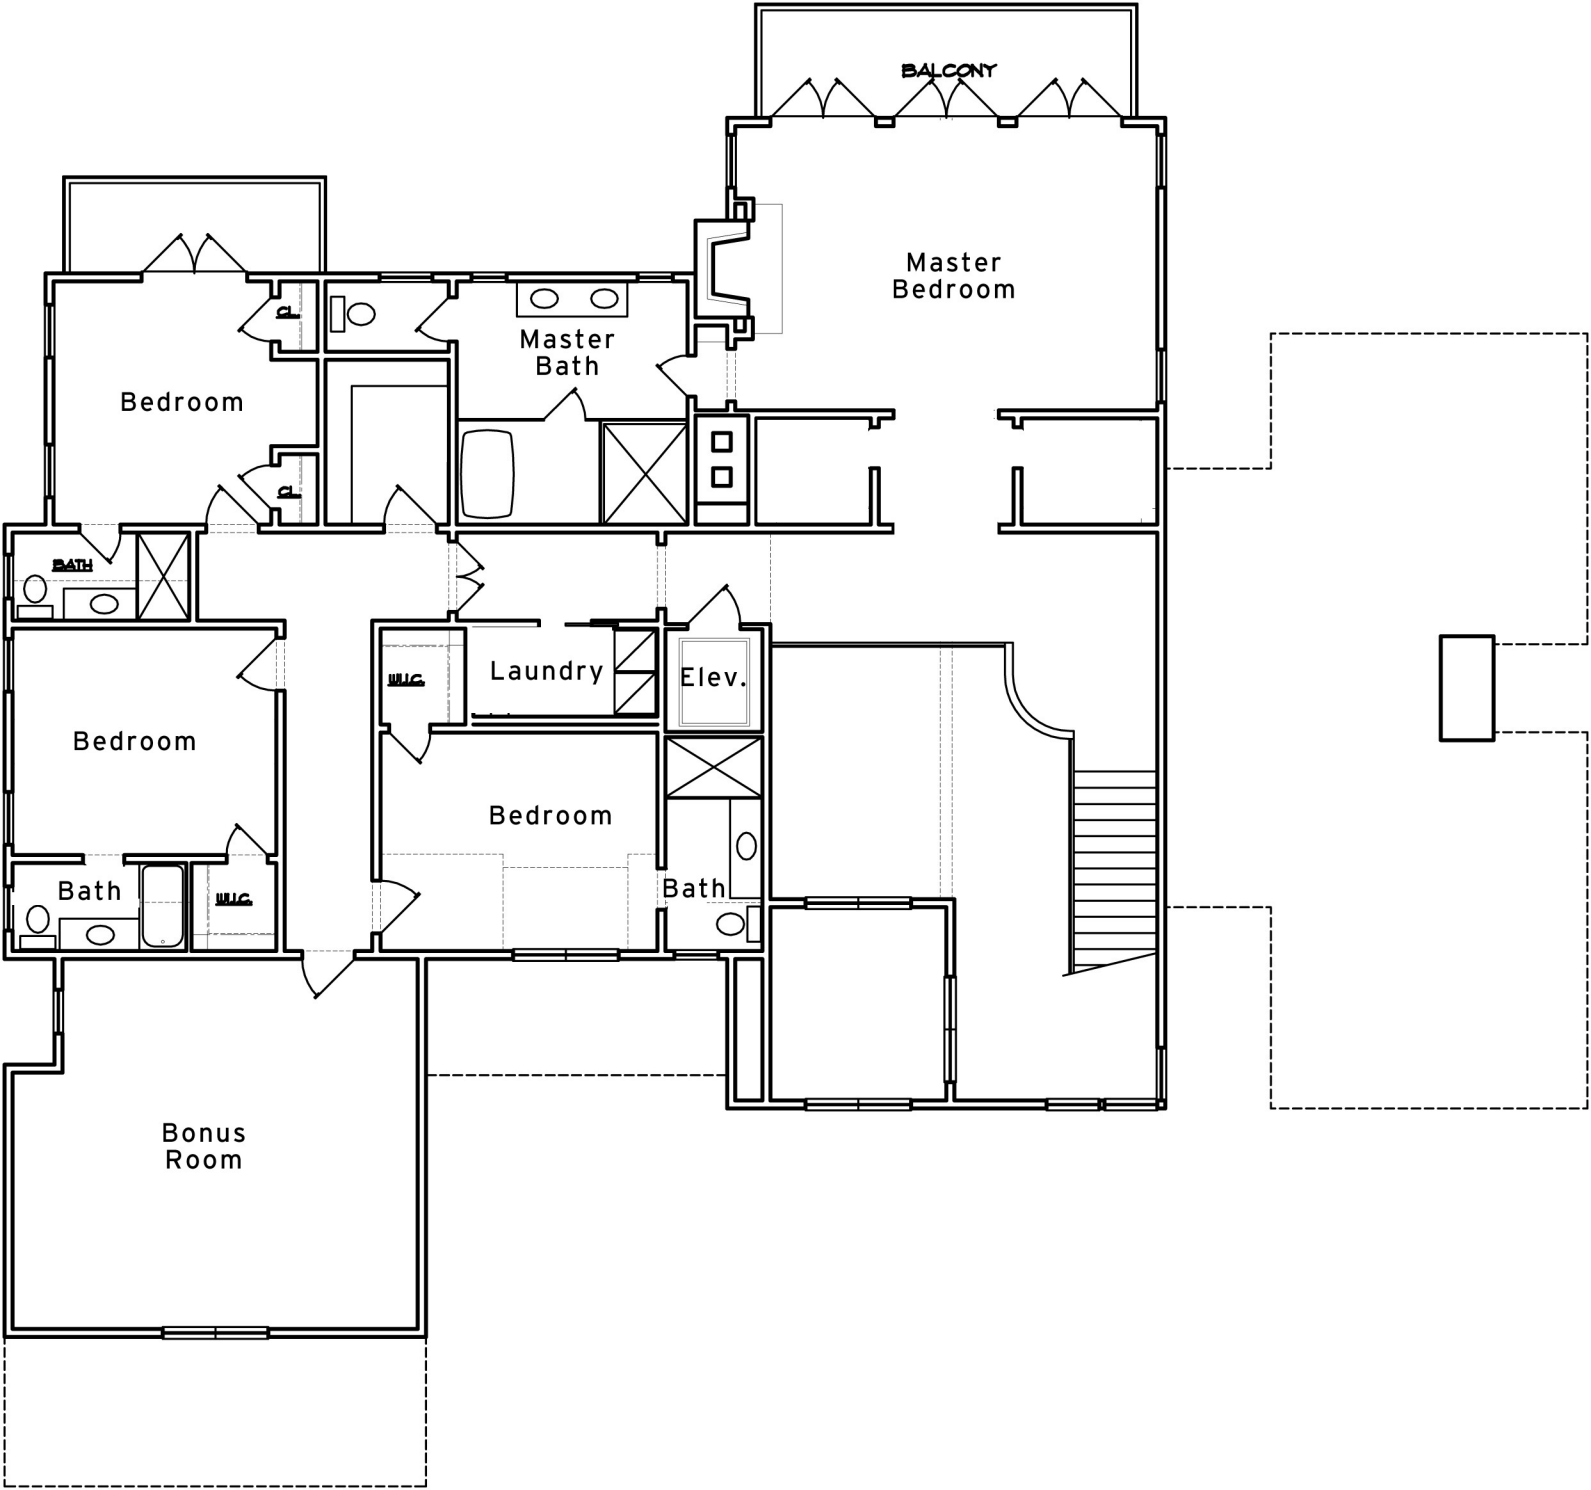 BALCONY
Master
Bedroom
CL.
Master
Bath
Bedroom
CL.
BATH
Laundry
W.I.C.
Elev.
Bedroom
Bedroom
Bath
W.I.C.
Bath
Bonus
Room